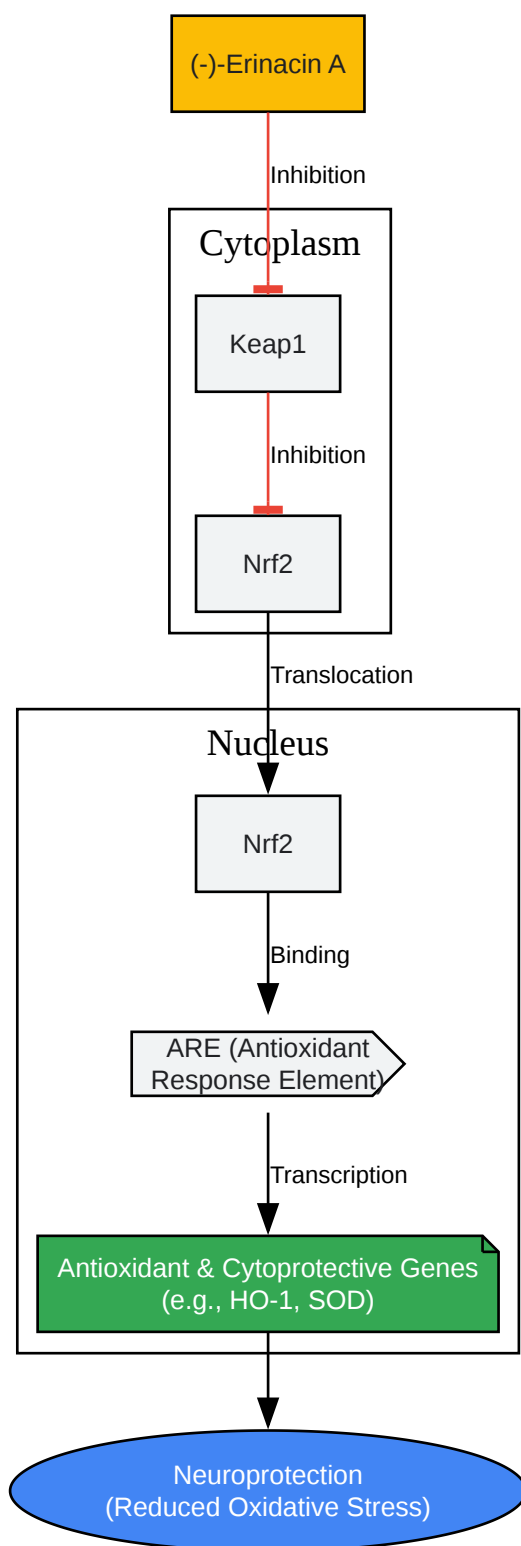 (-)-Erinacin A
Inhibition
Cytoplasm
Keap1
Inhibition
Nrf2
Translocation
Nucleus
Nrf2
Binding
ARE (Antioxidant
Response Element)
Transcription
Antioxidant & Cytoprotective Genes
(e.g., HO-1, SOD)
Neuroprotection
(Reduced Oxidative Stress)